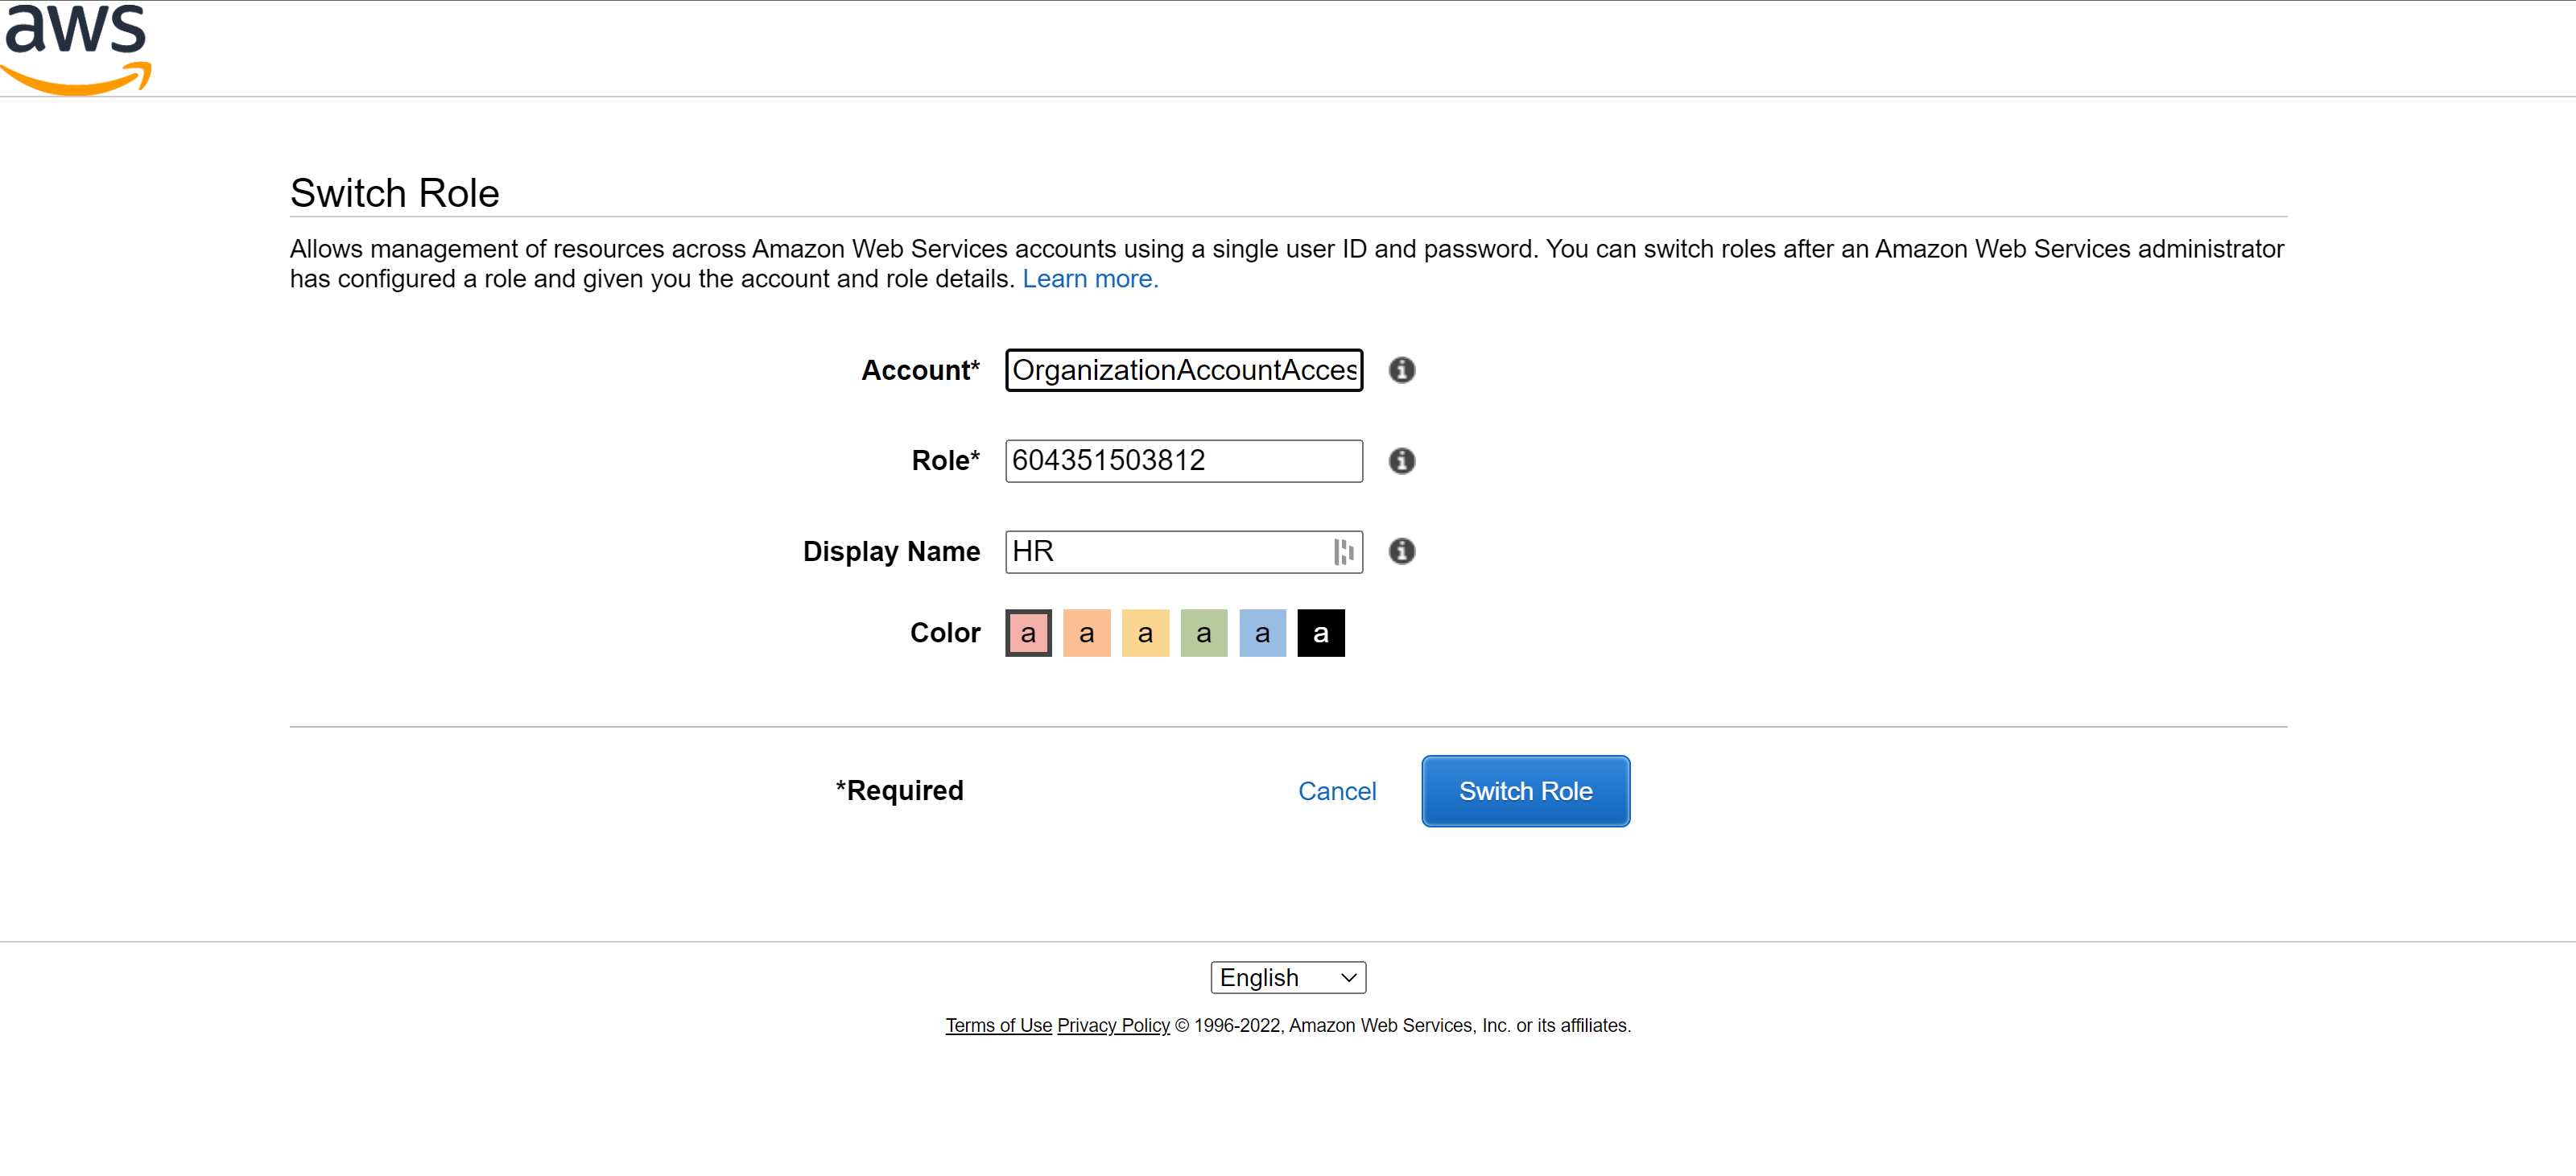 aws
Switch Role
Allows management of resources across Amazon Web Services accounts using a single user ID and password. You can switch roles after an Amazon Web Services administrator
has configured a role and given you the account and role details. Learn more.
Account* OrganizationAccountAcces
Role* 604351503812
Display Name HR
Color a a a a a a
*Required Cancel Switch Role
English
Terms of Use Privacy Policy © 1996-2022, Amazon Web Services, Inc. or its affiliates.